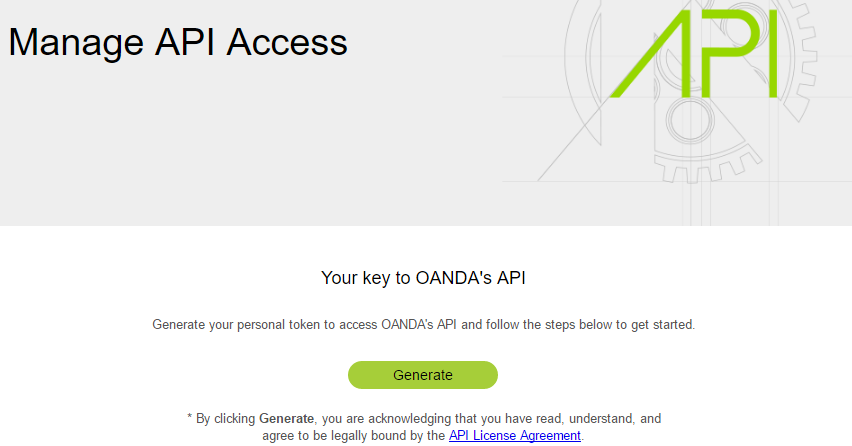 Manage API Access
API
Your key to OANDA's API
Generate your personal token to access OANDA's API and follow the steps below to get started.
Generate
* By clicking Generate, you are acknowledging that you have read, understand, and
agree to be legally bound by the API License Agreement.